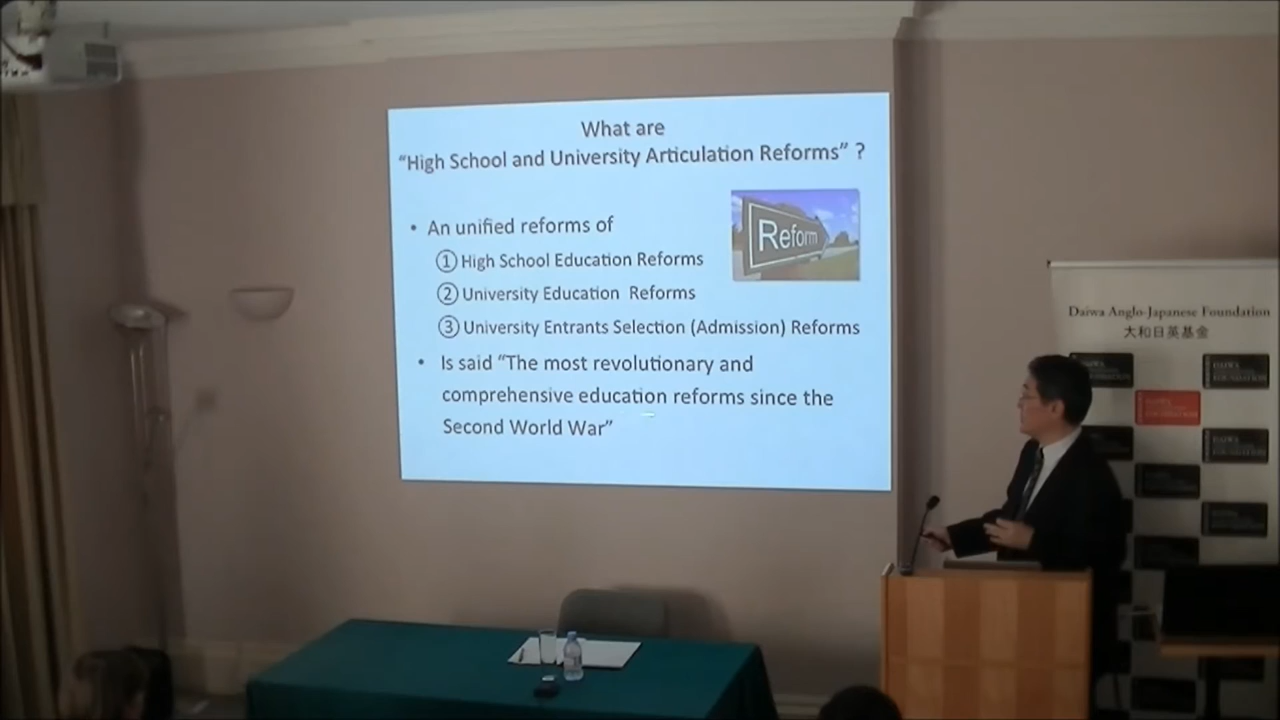 What are
“High School and University Articulation Reforms” ?
Reform
• An unified reforms of
① High School Education Reforms
② University Education Reforms
③ University Entrants Selection (Admission) Reforms
• Is said “The most revolutionary and
comprehensive education reforms since the
Second World War”
Daiwa Anglo-Japanese Foundation
大和日英基金